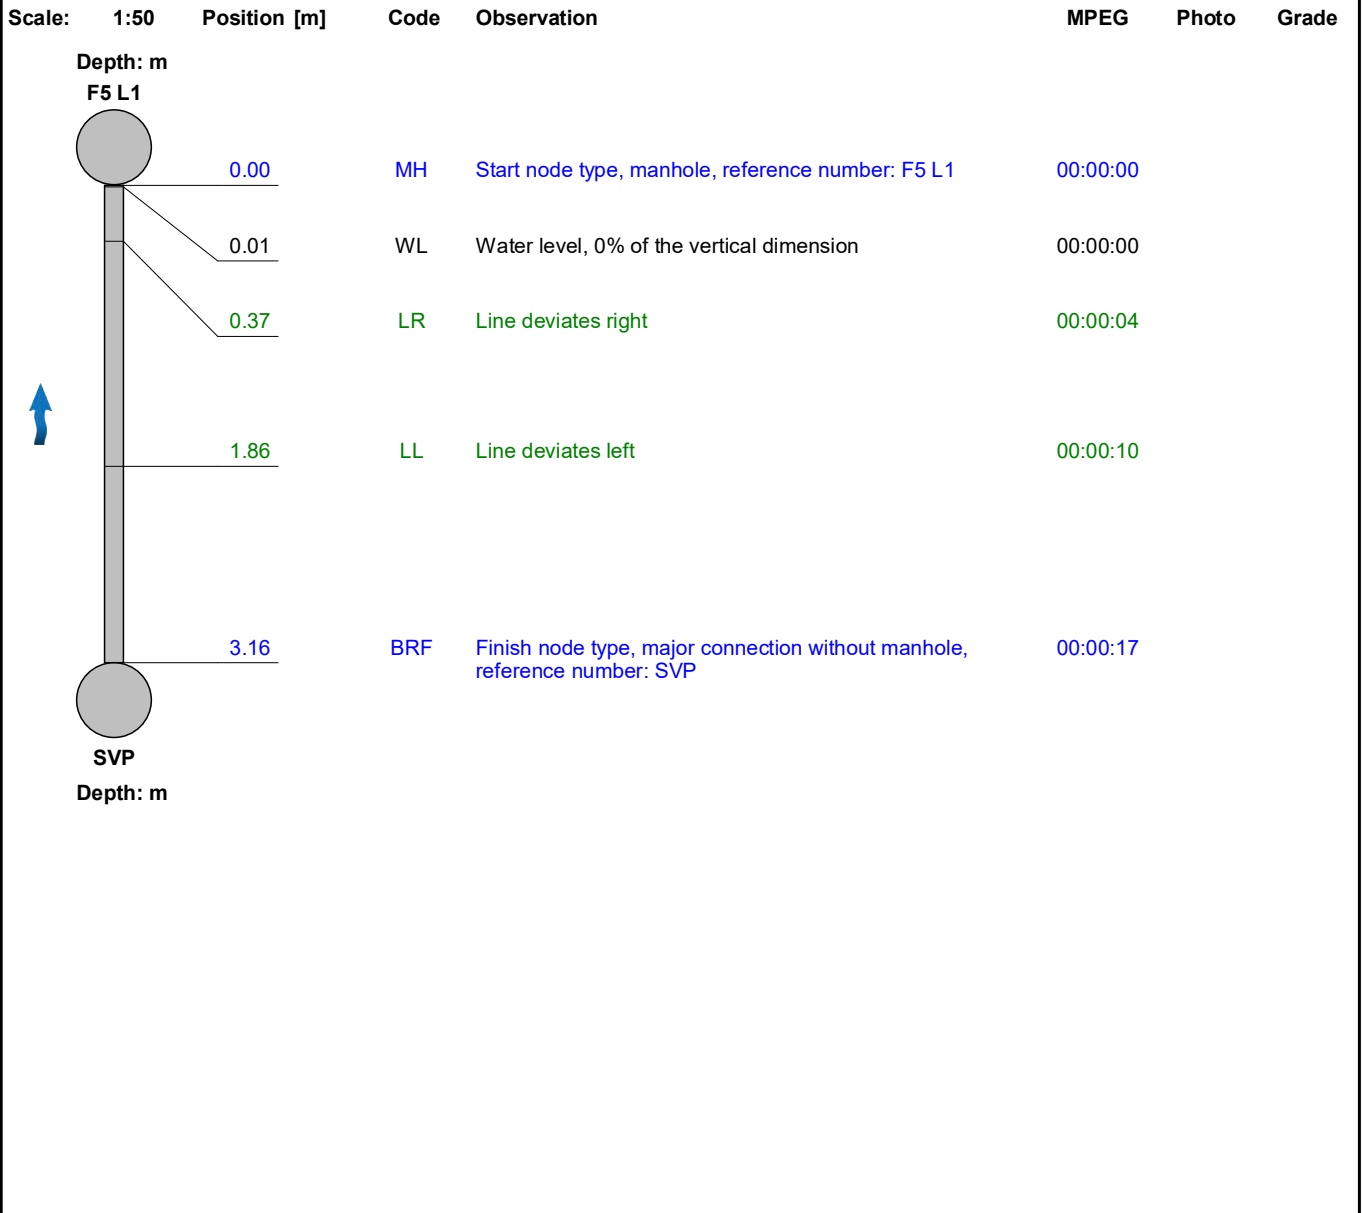 Scale: 1:50 Position [m] Code Observation MPEG Photo Grade
Depth: m
F5 L1
0.00 MH Start node type, manhole, reference number: F5 L1 00:00:00
0.01 WL Water level, 0% of the vertical dimension 00:00:00
0.37 LR Line deviates right 00:00:04
1.86 LL Line deviates left 00:00:10
3.16 BRF Finish node type, major connection without manhole, 00:00:17
reference number: SVP
SVP
Depth: m